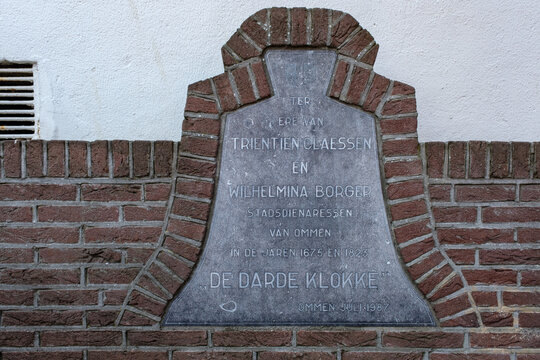 TER
ERE VAN
TRIENTIEN CLAESSEN
EN
WILHELMINA BORGER
STADSDIENARESSEN
VAN OMMEN
IN DE JAREN 1675 EN 1823
„DE DARDE KLOKKE”
OMMEN JULI 1987